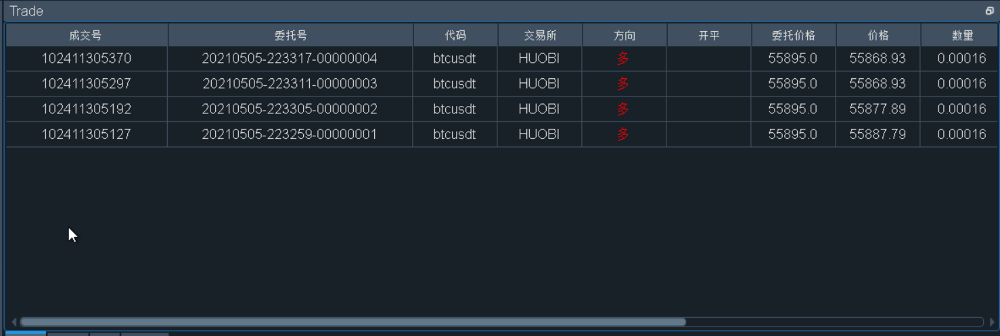 Trade
成交号 委托号 代码 交易所 方向 开平 委托价格 价格 数量
102411305370 20210505-223317-00000004 btcusdt HUOBI 多 55895.0 55868.93 0.00016
102411305297 20210505-223311-00000003 btcusdt HUOBI 多 55895.0 55868.93 0.00016
102411305192 20210505-223305-00000002 btcusdt HUOBI 多 55895.0 55877.89 0.00016
102411305127 20210505-223259-00000001 btcusdt HUOBI 多 55895.0 55887.79 0.00016